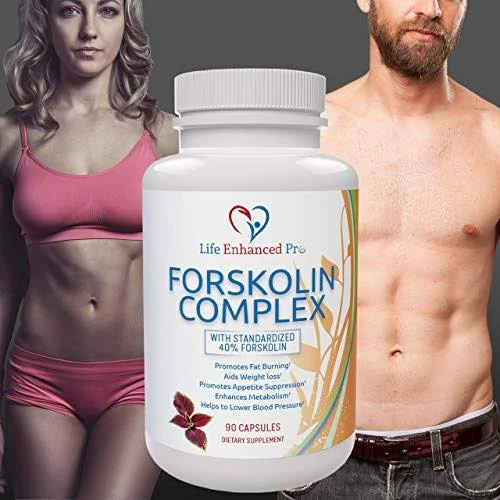 Life Enhanced Pro
FORSKOLIN
COMPLEX
WITH STANDARDIZED
40% FORSKOLIN
Promotes Fat Burning†
Aids Weight loss†
Promotes Appetite Suppression†
Enhances Metabolism†
Helps to Lower Blood Pressure†
90 CAPSULES
DIETARY SUPPLEMENT